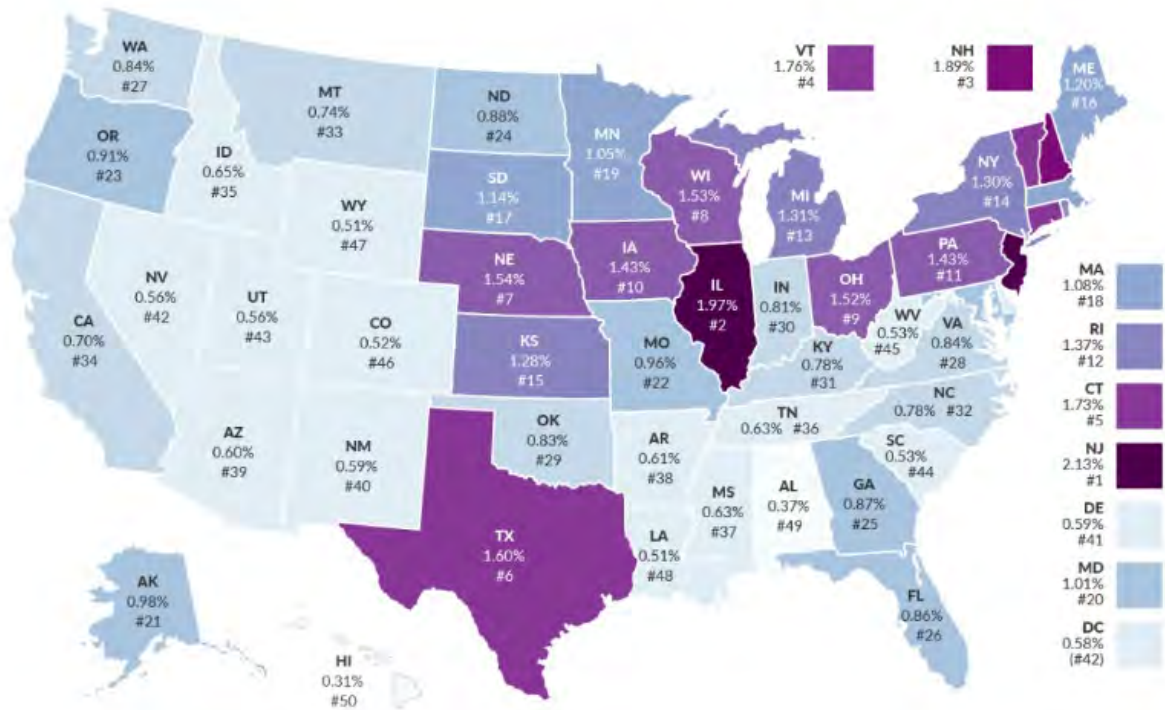 WA
0.84%
#27
MT
0.74%
#33
ND
0.88%
#24
MN
1.05%
#19
VT
1.76%
#4
NH
1.89%
#3
ME
1.20%
#16
OR
0.91%
#23
ID
0.65%
#35
SD
1.14%
#17
WI
1.53%
#8
MI
1.31%
#13
NY
1.30%
#14
WY
0.51%
#47
NE
1.54%
#7
IA
1.43%
#10
PA
1.43%
#11
NV
0.56%
#42
UT
0.56%
#43
CO
0.52%
#46
IL
1.97%
#2
IN
0.81%
#30
OH
1.52%
#9
WV
0.53%
#45
VA
0.84%
#28
CA
0.70%
#34
KS
1.28%
#15
MO
0.96%
#22
KY
0.78%
#31
NC
0.78% #32
TN
0.63% #36
SC
0.53%
#44
AZ
0.60%
#39
NM
0.59%
#40
OK
0.83%
#29
AR
0.61%
#38
MS
0.63%
#37
AL
0.37%
#49
GA
0.87%
#25
TX
1.60%
#6
LA
0.51%
#48
FL
0.86%
#26
AK
0.98%
#21
HI
0.31%
#50
MA
1.08%
#18
RI
1.37%
#12
CT
1.73%
#5
NJ
2.13%
#1
DE
0.59%
#41
MD
1.01%
#20
DC
0.58%
(#42)